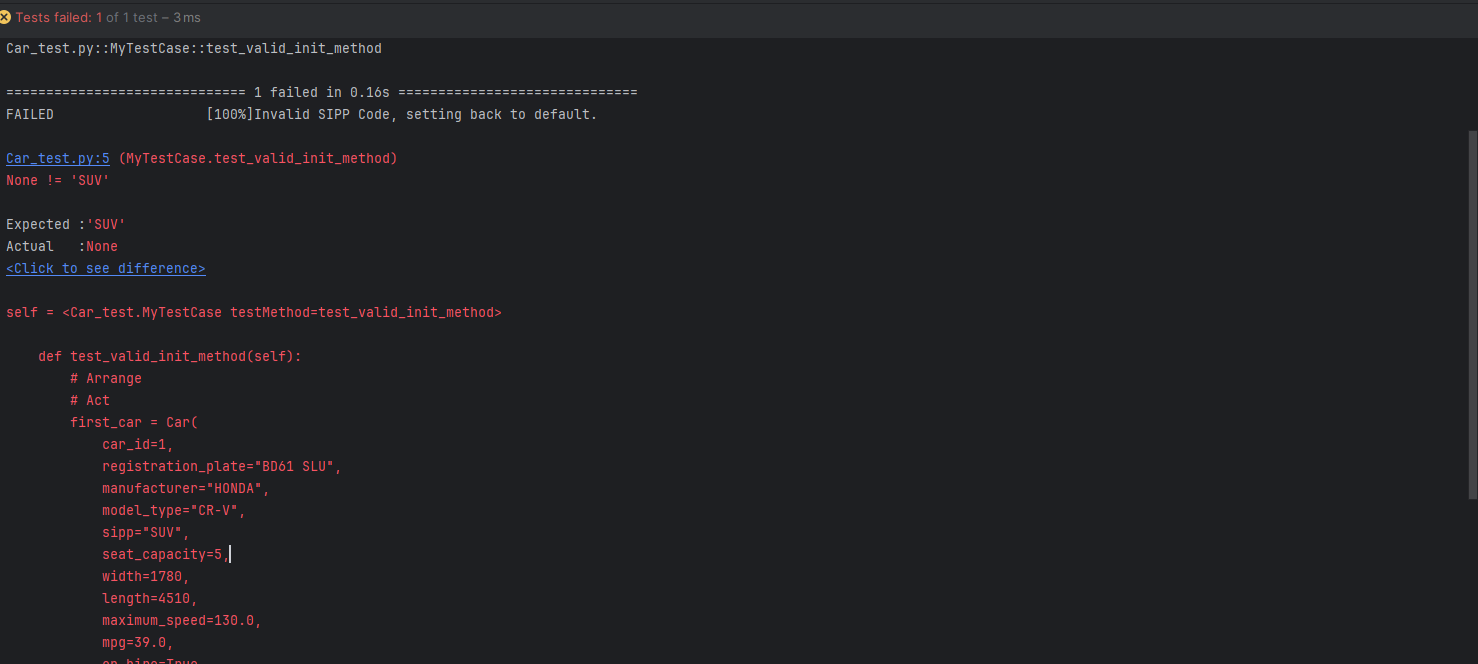 Tests failed: 1 of 1 test – 3 ms
Car_test.py::MyTestCase::test_valid_init_method
============================== 1 failed in 0.16s ==============================
FAILED [100%]Invalid SIPP Code, setting back to default.
Car_test.py:5 (MyTestCase.test_valid_init_method)
None != 'SUV'
Expected :'SUV'
Actual :None
<Click to see difference>
self = <Car_test.MyTestCase testMethod=test_valid_init_method>
def test_valid_init_method(self):
# Arrange
# Act
first_car = Car(
car_id=1,
registration_plate="BD61 SLU",
manufacturer="HONDA",
model_type="CR-V",
sipp="SUV",
seat_capacity=5,
width=1780,
length=4510,
maximum_speed=130.0,
mpg=39.0,